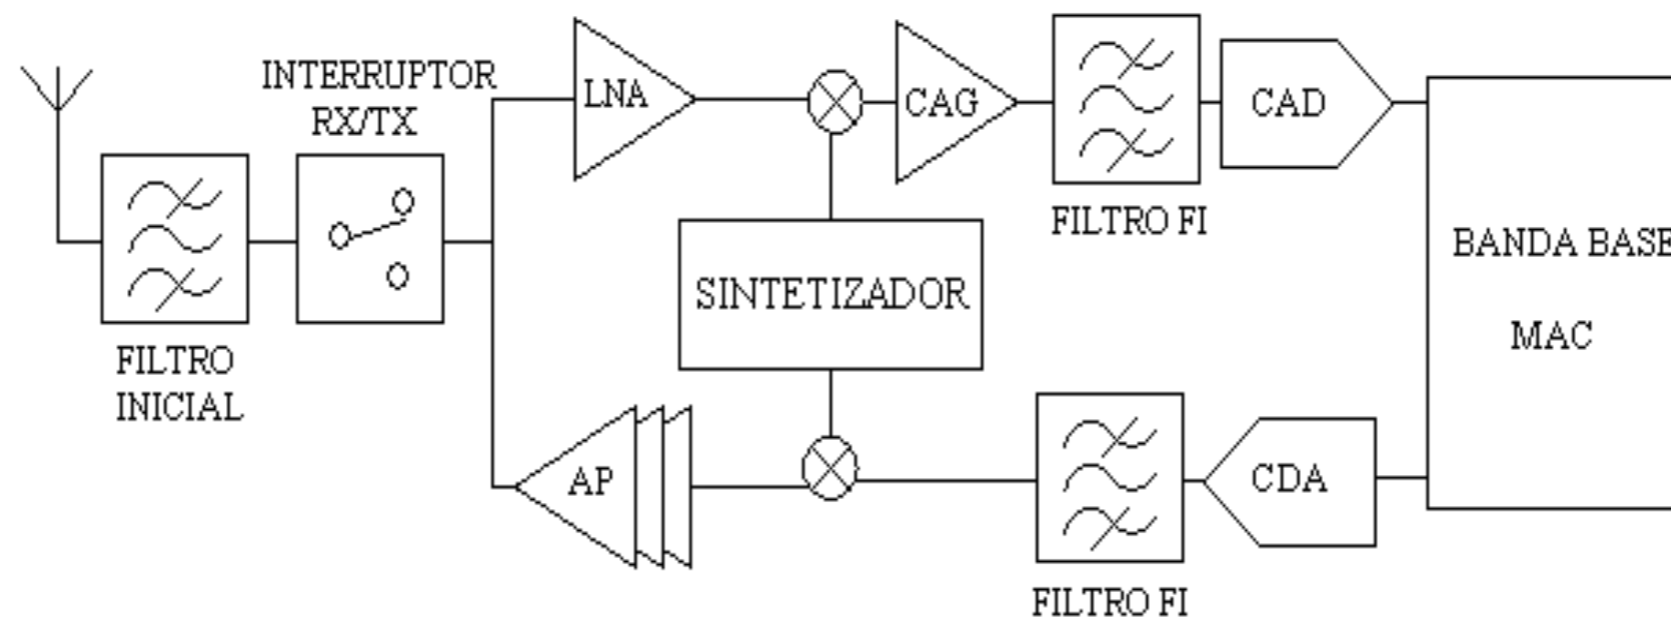 INTERRUPTOR
RX/TX
LNA
CAG
CAD
FILTRO FI
BANDA BASE
MAC
SINTETIZADOR
FILTRO
INICIAL
AP
CDA
FILTRO FI